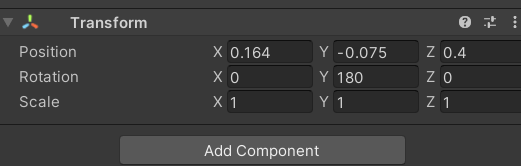 Transform
Position X 0.164 Y -0.075 Z 0.4
Rotation X 0 Y 180 Z 0
Scale X 1 Y 1 Z 1
Add Component